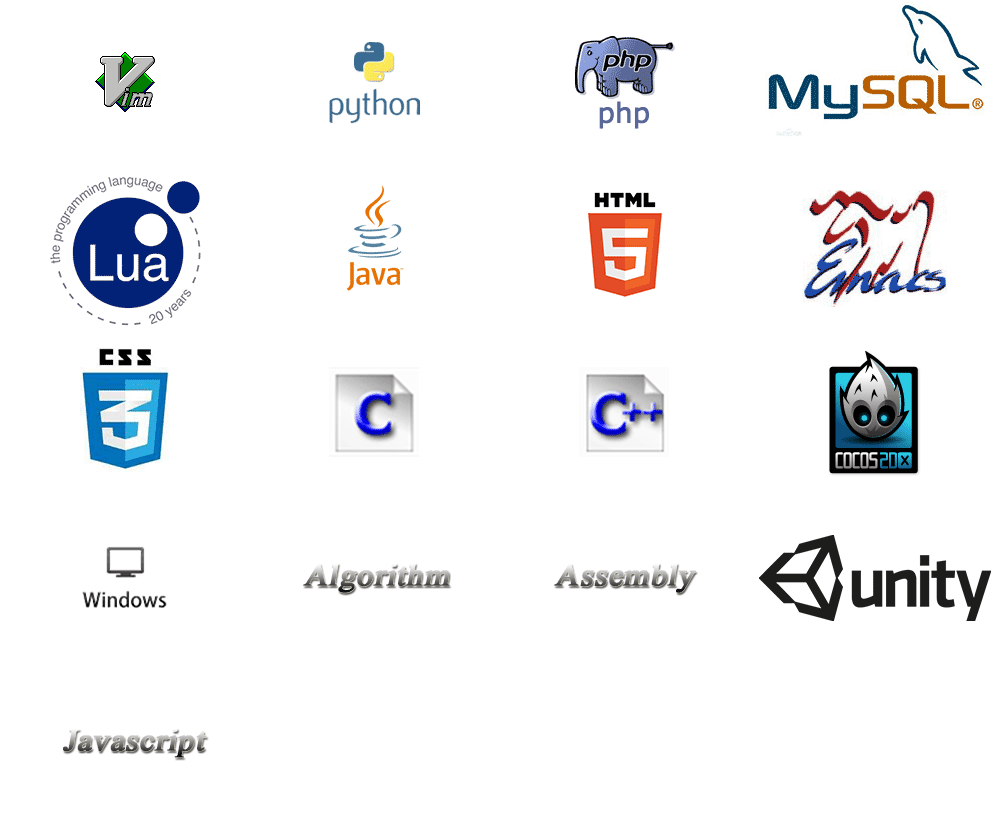 Vim
python
php
php
MySQL®
the programming language
Lua
20 years
Java
HTML
5
Emacs
CSS
3
C
C++
COCOS2DX
Windows
Algorithm
Assembly
unity
Javascript